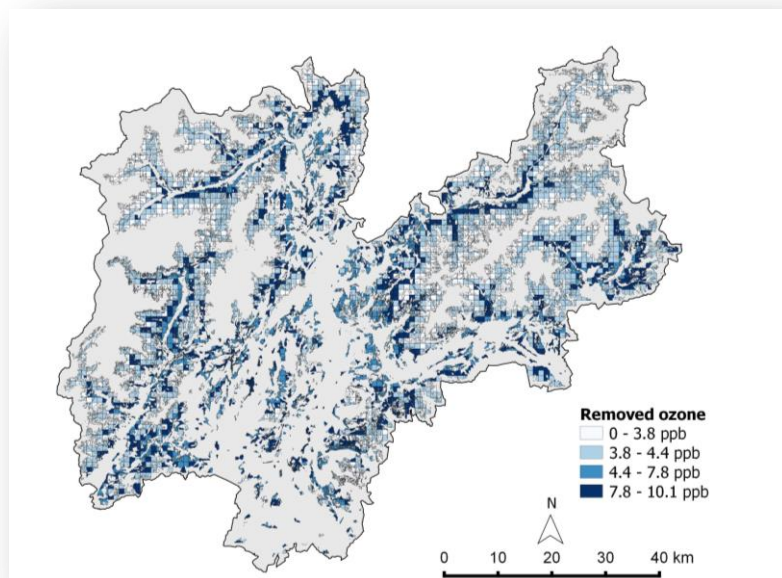 Removed ozone
0 - 3.8 ppb
3.8 - 4.4 ppb
4.4 - 7.8 ppb
7.8 - 10.1 ppb
N
0 10 20 30 40 km